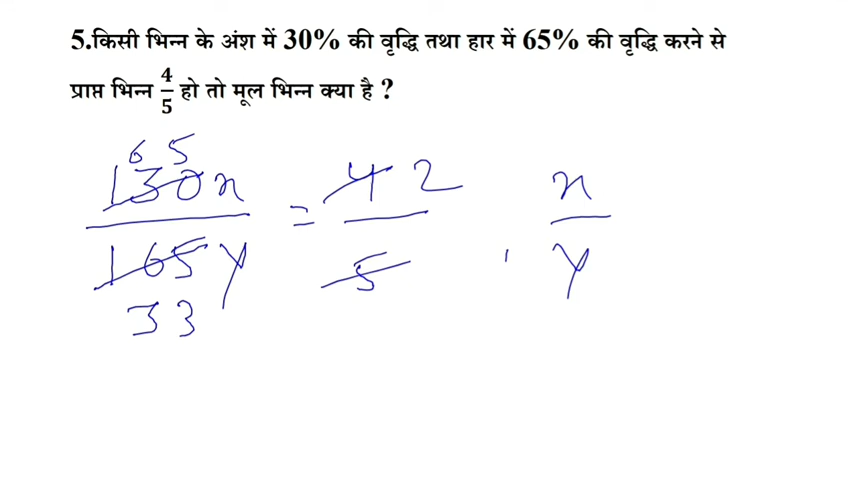 5.किसी भिन्न के अंश में 30% की वृद्धि तथा हार में 65% की वृद्धि करने से
प्राप्त भिन्न 4/5 हो तो मूल भिन्न क्या है ?
65
130x = 4 2 x
165y 5 , y
33